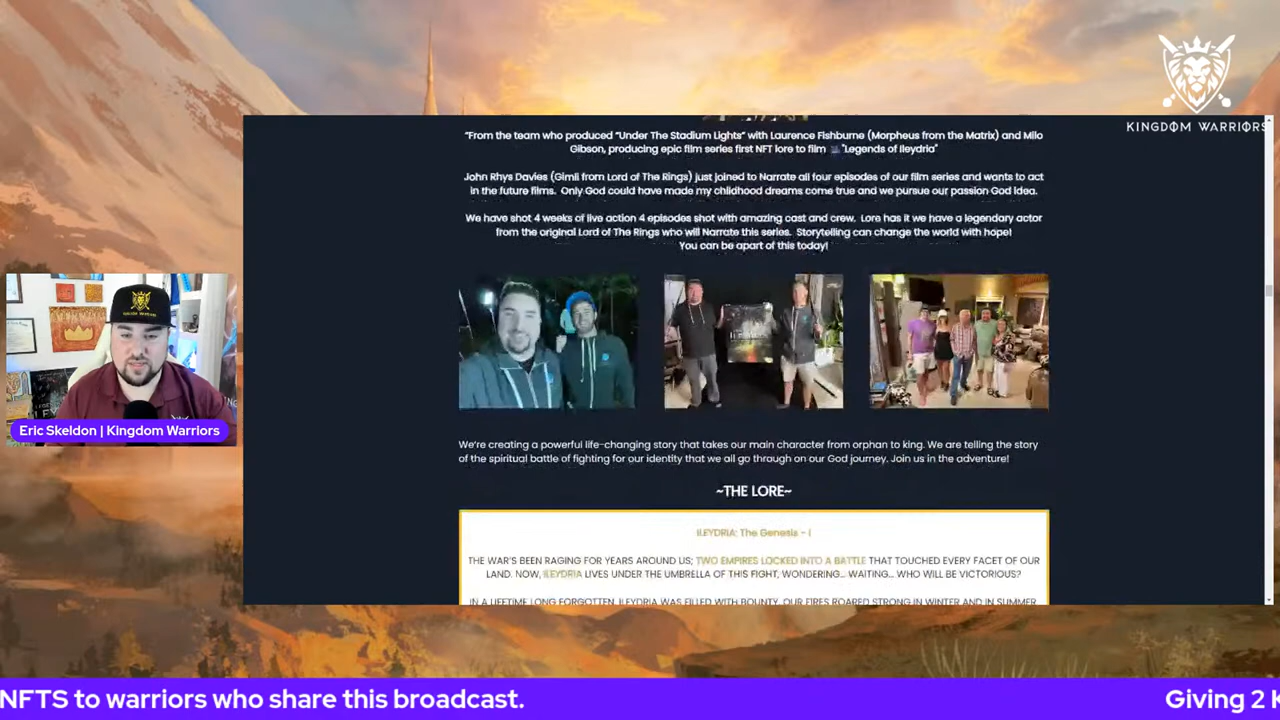 KINGDOM WARRIORS
"From the team who produced "Under The Stadium Lights" with Laurence Fishburne (Morpheus from the Matrix) and Milo
Gibson, producing epic film series first NFT lore to film "Legends of Ileydria"
John Rhys Davies (Gimli from Lord of The Rings) just joined to Narrate all four episodes of our film series and wants to act
in the future films. Only God could have made my childhood dreams come true and we pursue our passion God idea.
We have shot 4 weeks of live action 4 episodes shot with amazing cast and crew. Lore has it we have a legendary actor
from the original Lord of The Rings who will Narrate this series. Storytelling can change the world with hope!
You can be apart of this today!
Eric Skeldon | Kingdom Warriors
We're creating a powerful life-changing story that takes our main character from orphan to king. We are telling the story
of the spiritual battle of fighting for our identity that we all go through on our God journey. Join us in the adventure!
~THE LORE~
ILEYDRIA: The Genesis - I
THE WAR'S BEEN RAGING FOR YEARS AROUND US; TWO EMPIRES LOCKED INTO A BATTLE THAT TOUCHED EVERY FACET OF OUR
LAND. NOW, ILEYDRIA LIVES UNDER THE UMBRELLA OF THIS FIGHT, WONDERING... WAITING... WHO WILL BE VICTORIOUS?
IN A LIFETIME LONG FORGOTTEN, ILEYDRIA WAS FILLED WITH BOUNTY. OUR FIRES ROARED STRONG IN WINTER AND IN SUMMER
NFTS to warriors who share this broadcast.
Giving 2 K